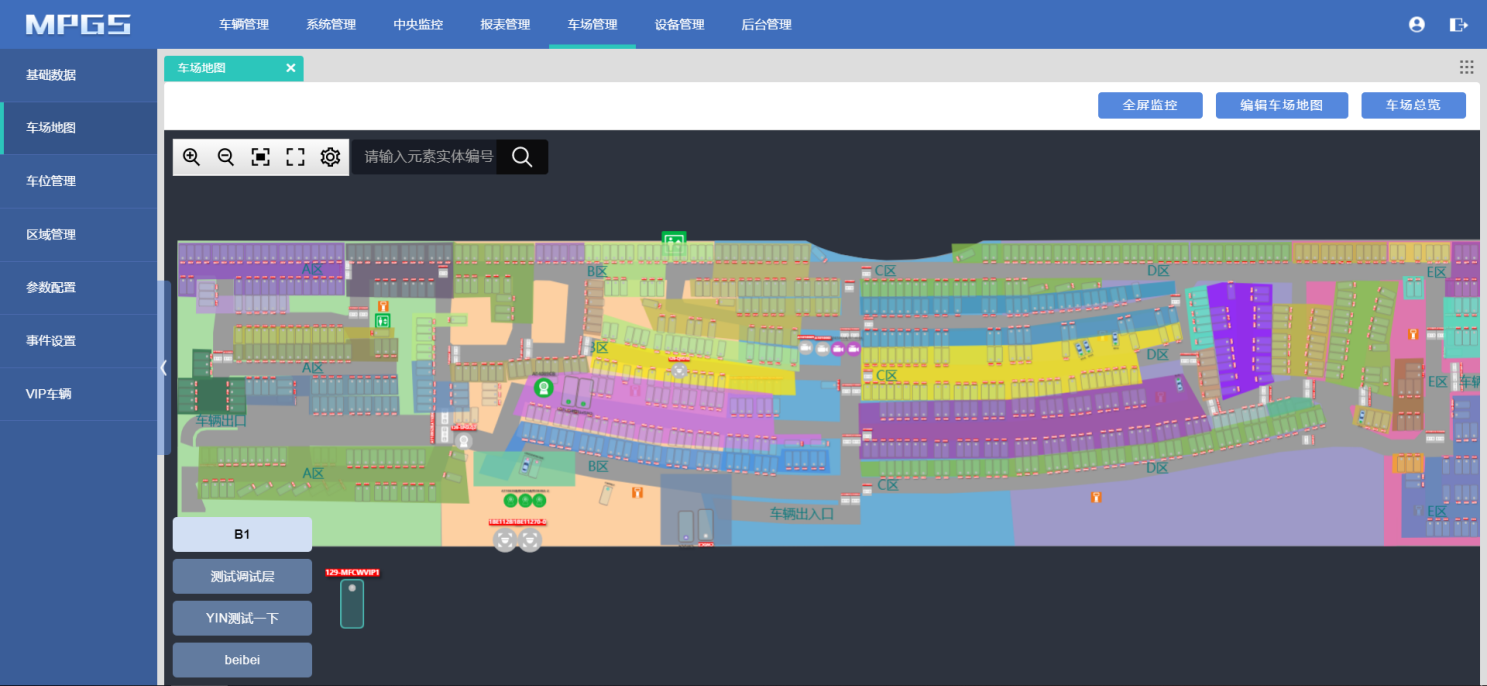 MPGS
车辆管理 系统管理 中央监控 报表管理 车场管理 设备管理 后台管理
基础数据
车场地图
车位管理
区域管理
参数配置
事件设置
VIP车辆
车场地图
全屏监控 编辑车场地图 车场总览
请输入元素实体编号
A区 B区 C区 D区 E区
B区 D区
A区 C区 E区 车辆
车辆出口
A区 B区 D区
C区
车辆出入口 E区
B1
测试调试层
129-MFCWVIP1
YIN测试一下
beibei